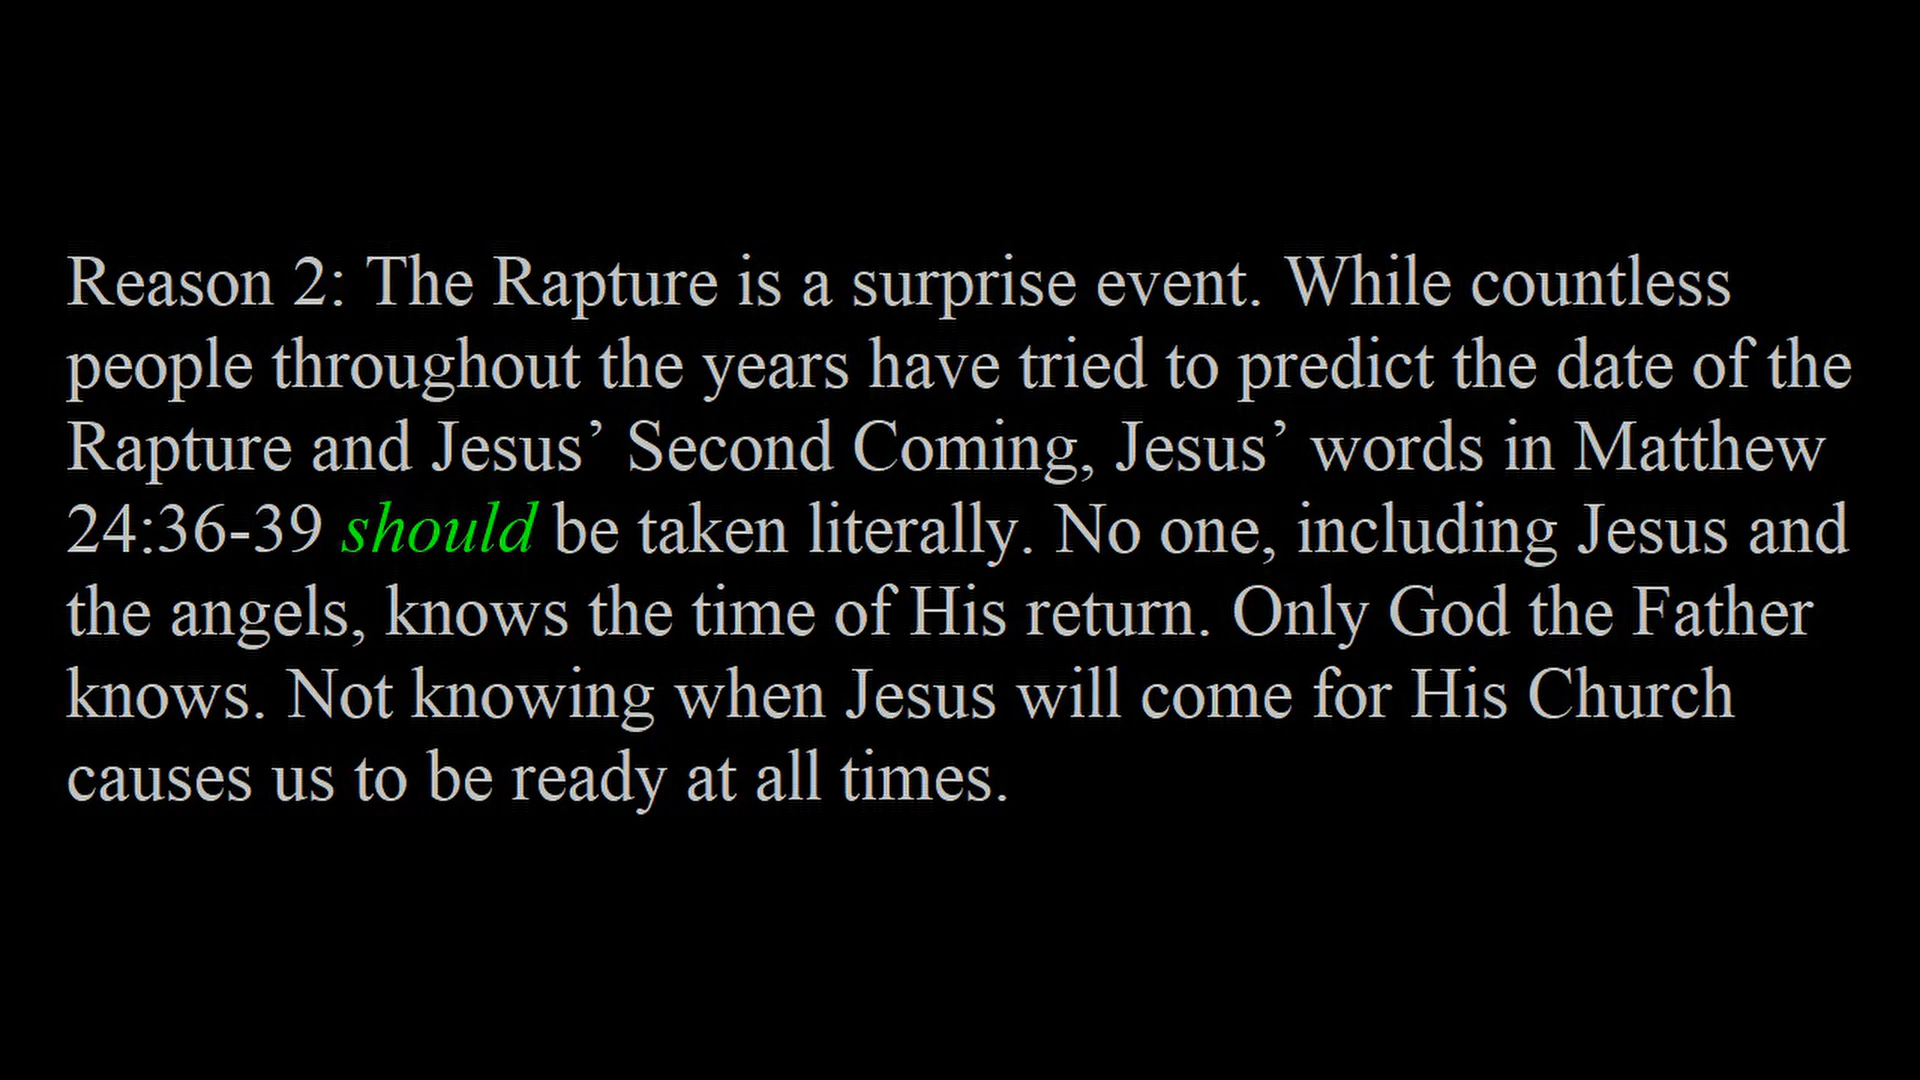 Reason 2: The Rapture is a surprise event. While countless
people throughout the years have tried to predict the date of the
Rapture and Jesus’ Second Coming, Jesus’ words in Matthew
24:36-39 should be taken literally. No one, including Jesus and
the angels, knows the time of His return. Only God the Father
knows. Not knowing when Jesus will come for His Church
causes us to be ready at all times.